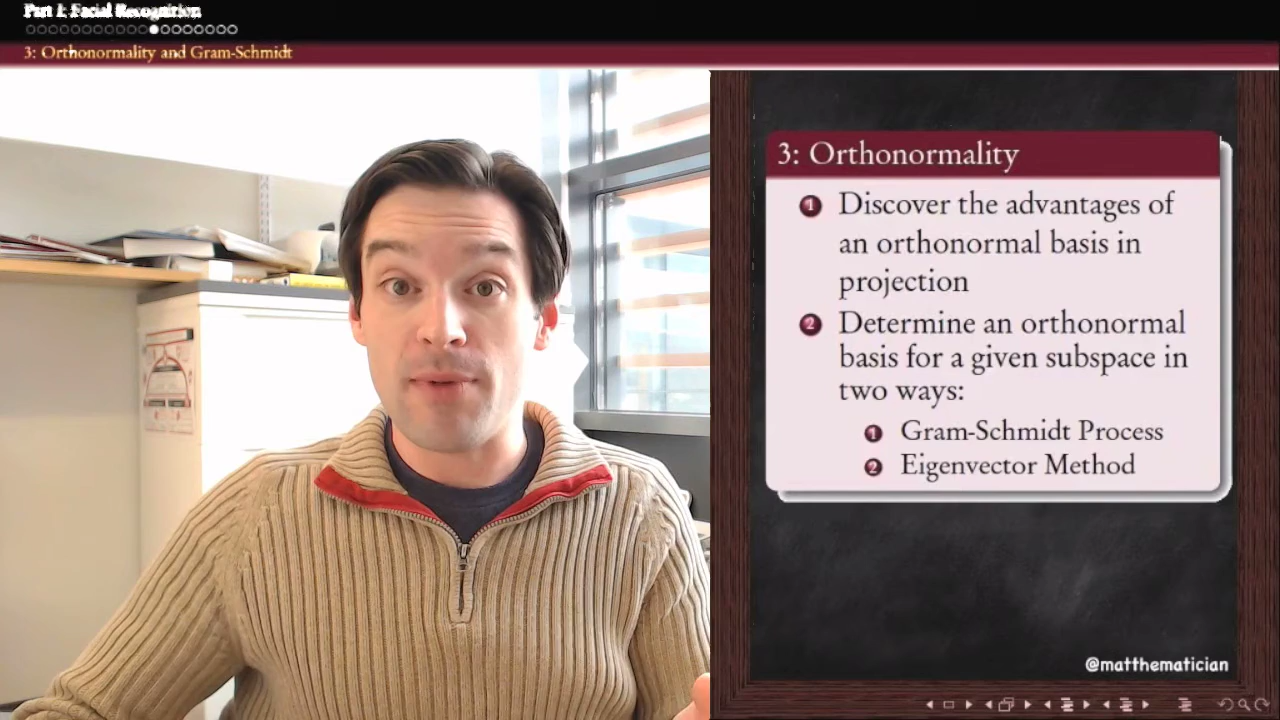 Part 1: Facial Recognition
3: Orthonormality and Gram-Schmidt
3: Orthonormality
1 Discover the advantages of
an orthonormal basis in
projection
2 Determine an orthonormal
basis for a given subspace in
two ways:
1 Gram-Schmidt Process
2 Eigenvector Method
@matthematician